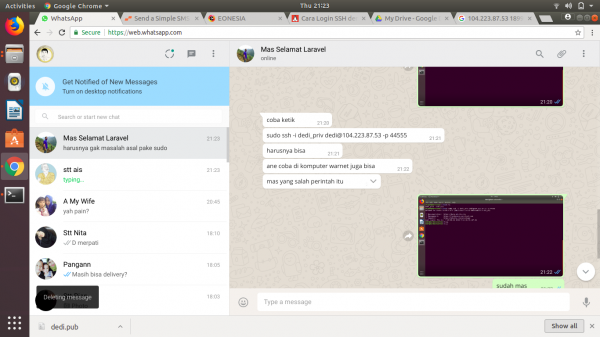 Activities
Google Chrome
Thu 21:23
WhatsApp
Send a Simple SMS
EONESIA
Cara Login SSH den
My Drive - Google
104.223.87.53 18
Secure
https://web.whatsapp.com
Get Notified of New Messages
Turn on desktop notifications
Search or start new chat
Mas Selamat Laravel
21:23
harusnya gak masalah asal pake sudo
stt ais
21:23
typing...
A My Wife
20:45
yah pain?
Stt Nita
18:10
D merpati
Pangann
18:05
Masih bisa delivery?
18:03
Deleting message
Mas Selamat Laravel
online
21:20
coba ketik
21:20
sudo ssh -i dedi_priv dedi@104.223.87.53 -p 44555
21:21
harusnya bisa
21:21
ane coba di komputer warnet juga bisa
21:22
mas yang salah perintah itu
21:22
sudah mas
Type a message
dedi.pub
Show all